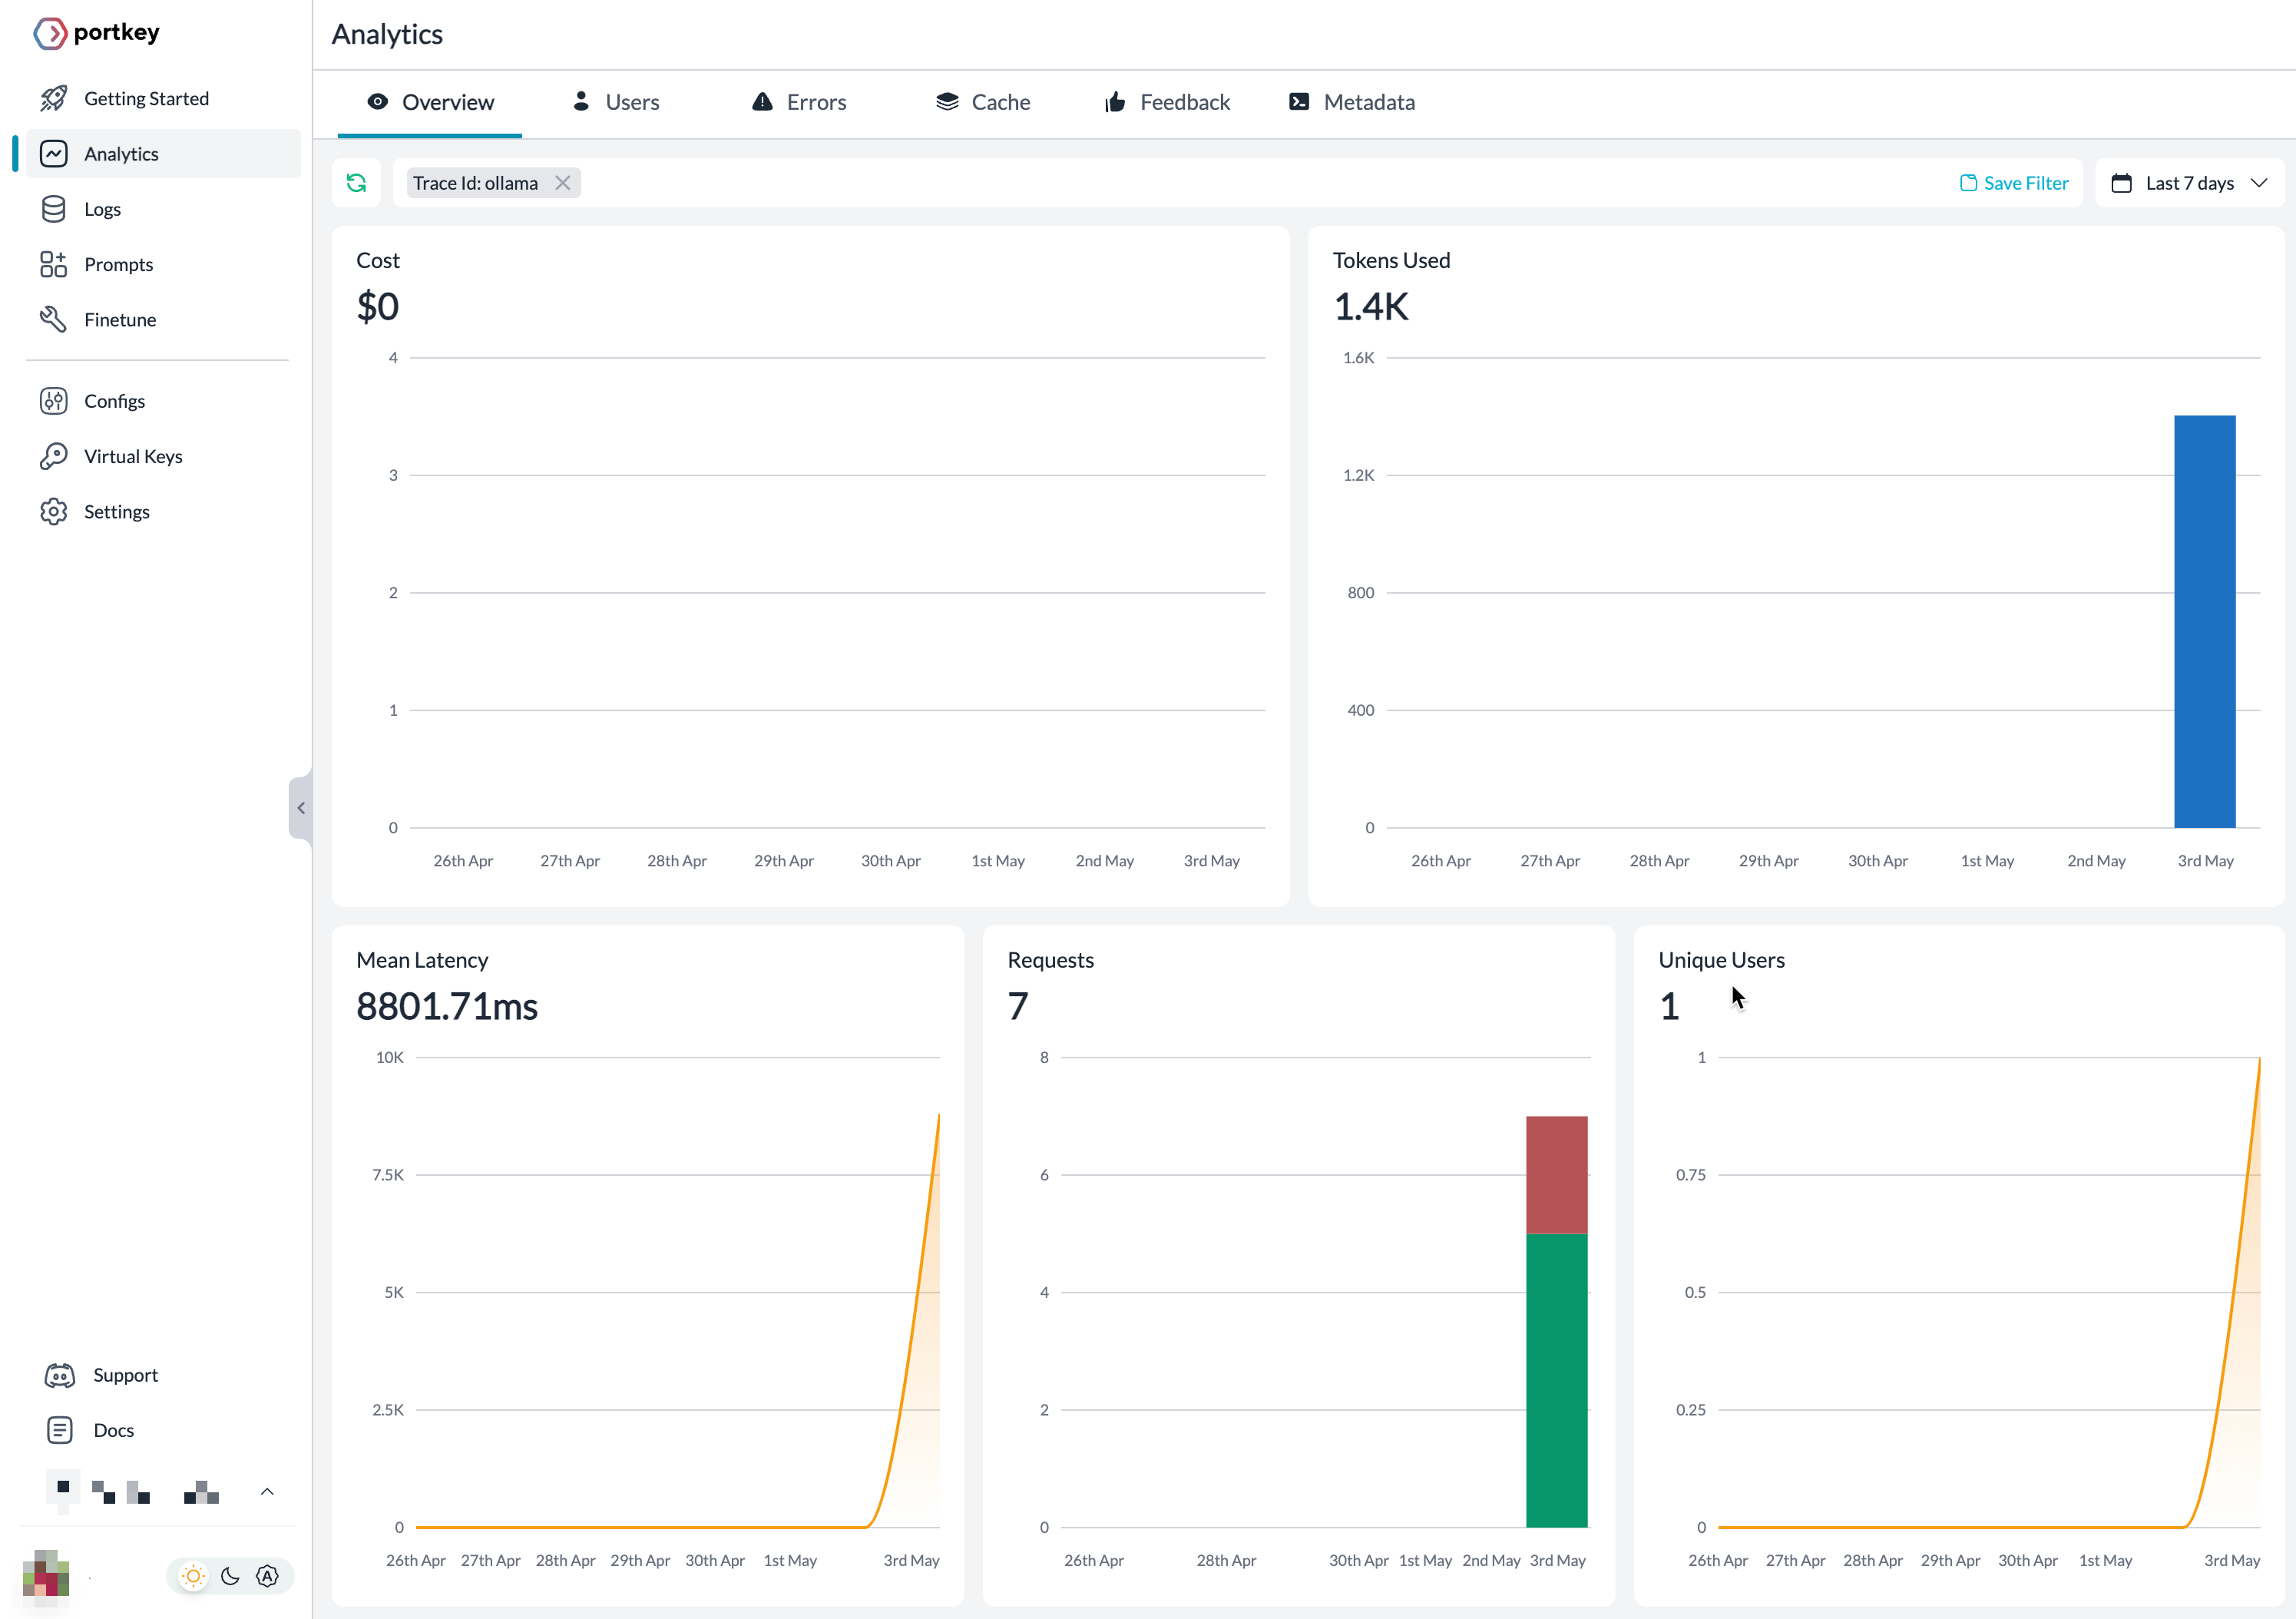 portkey
Getting Started
Analytics
Logs
Prompts
Finetune
Configs
Virtual Keys
Settings
Support
Docs
Analytics
Overview Users Errors Cache Feedback Metadata
Trace Id: ollama
Save Filter
Last 7 days
Cost
$0
4
3
2
1
0
26th Apr 27th Apr 28th Apr 29th Apr 30th Apr 1st May 2nd May 3rd May
Tokens Used
1.4K
1.6K
1.2K
800
400
0
26th Apr 27th Apr 28th Apr 29th Apr 30th Apr 1st May 2nd May 3rd May
Mean Latency
8801.71ms
10K
7.5K
5K
2.5K
0
26th Apr 27th Apr 28th Apr 29th Apr 30th Apr 1st May 3rd May
Requests
7
8
6
4
2
0
26th Apr 28th Apr 30th Apr 1st May 2nd May 3rd May
Unique Users
1
1
0.75
0.5
0.25
0
26th Apr 27th Apr 28th Apr 29th Apr 30th Apr 1st May 3rd May
A